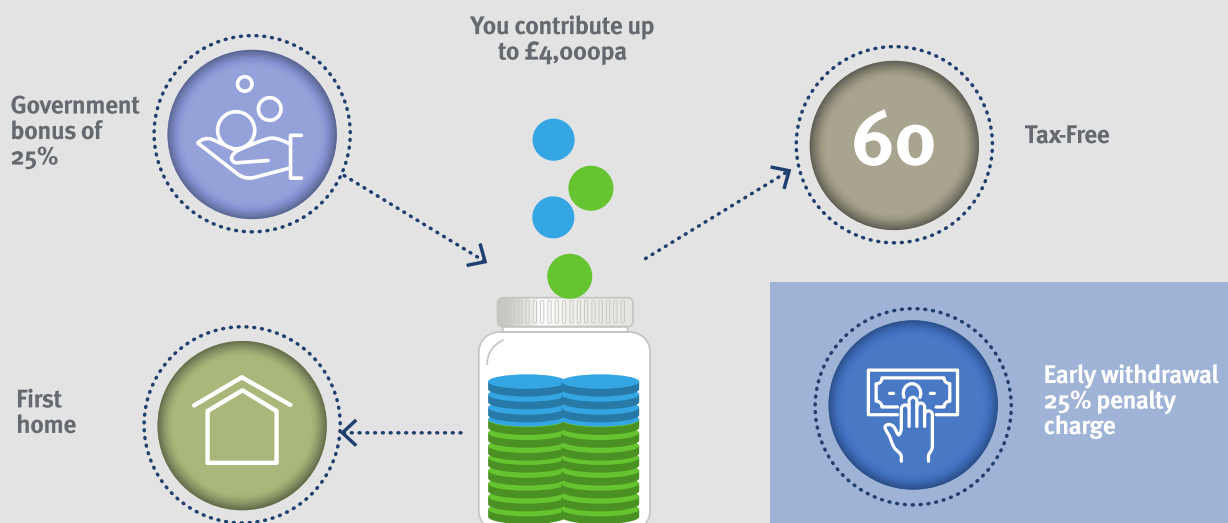 You contribute up
to £4,000pa
Government
bonus of
25%
60
Tax-Free
First
home
Early withdrawal
25% penalty
charge